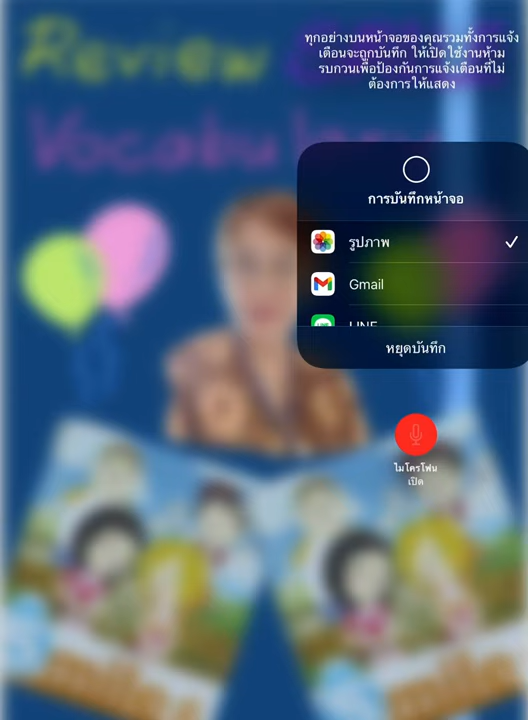 Review
Vocabulary
ทุกอย่างบนหน้าจอของคุณรวมทั้งการแจ้ง
เตือนจะถูกบันทึก ให้เปิดใช้งานห้าม
รบกวนเพื่อป้องกันการแจ้งเตือนที่ไม่
ต้องการให้แสดง
การบันทึกหน้าจอ
รูปภาพ
Gmail
LINE
หยุดบันทึก
ไมโครโฟน
เปิด